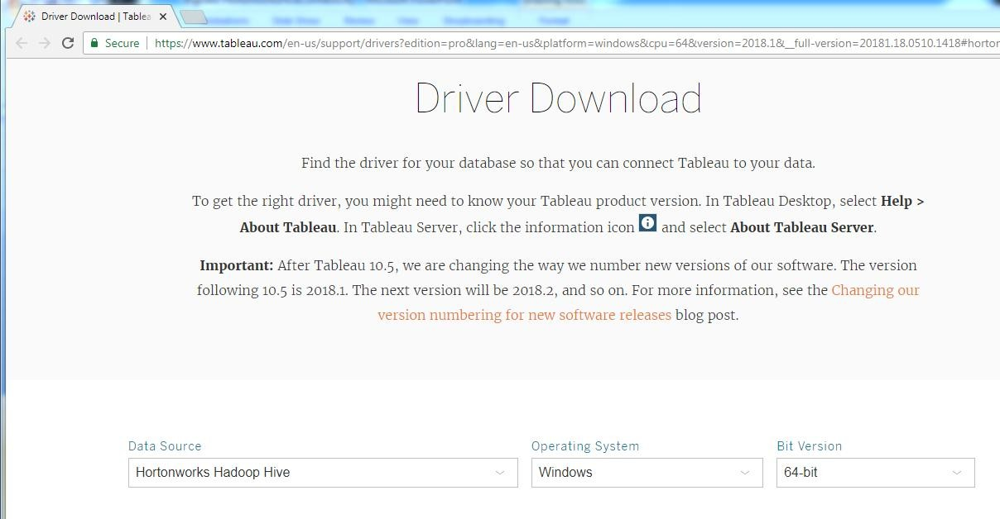 Driver Download | Tablea
Secure https://www.tableau.com/en-us/support/drivers?edition=pro&lang=en-us&platform=windows&cpu=64&version=2018.1&__full-version=20181.18.0510.1418#horton
Driver Download
Find the driver for your database so that you can connect Tableau to your data.
To get the right driver, you might need to know your Tableau product version. In Tableau Desktop, select Help >
About Tableau. In Tableau Server, click the information icon and select About Tableau Server.
Important: After Tableau 10.5, we are changing the way we number new versions of our software. The version
following 10.5 is 2018.1. The next version will be 2018.2, and so on. For more information, see the Changing our
version numbering for new software releases blog post.
Data Source Operating System Bit Version
Hortonworks Hadoop Hive Windows 64-bit